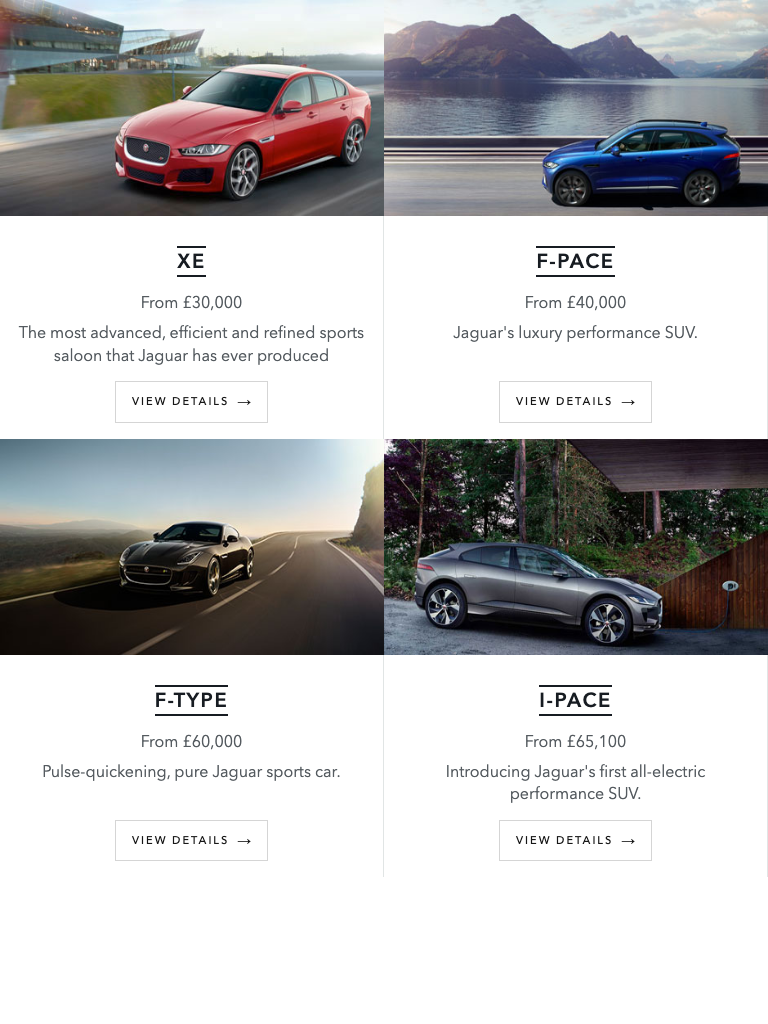 XE
From £30,000
The most advanced, efficient and refined sports
saloon that Jaguar has ever produced
VIEW DETAILS →
F-PACE
From £40,000
Jaguar's luxury performance SUV.
VIEW DETAILS →
F-TYPE
From £60,000
Pulse-quickening, pure Jaguar sports car.
VIEW DETAILS →
I-PACE
From £65,100
Introducing Jaguar's first all-electric
performance SUV.
VIEW DETAILS →